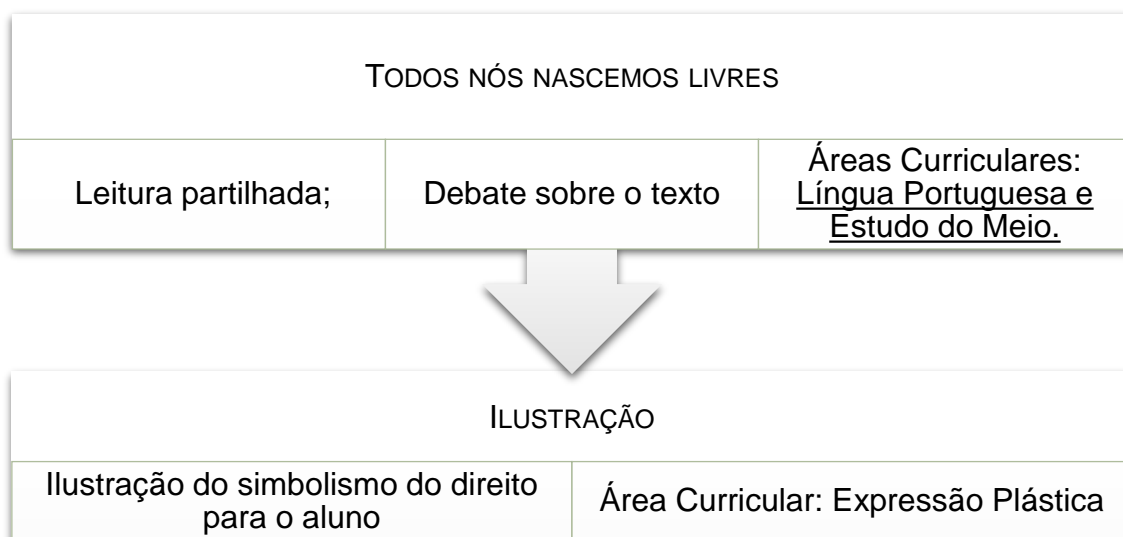 TODOS NÓS NASCEMOS LIVRES
Leitura partilhada;
Debate sobre o texto
Áreas Curriculares:
Língua Portuguesa e
Estudo do Meio.
ILUSTRAÇÃO
Ilustração do simbolismo do direito
para o aluno
Área Curricular: Expressão Plástica